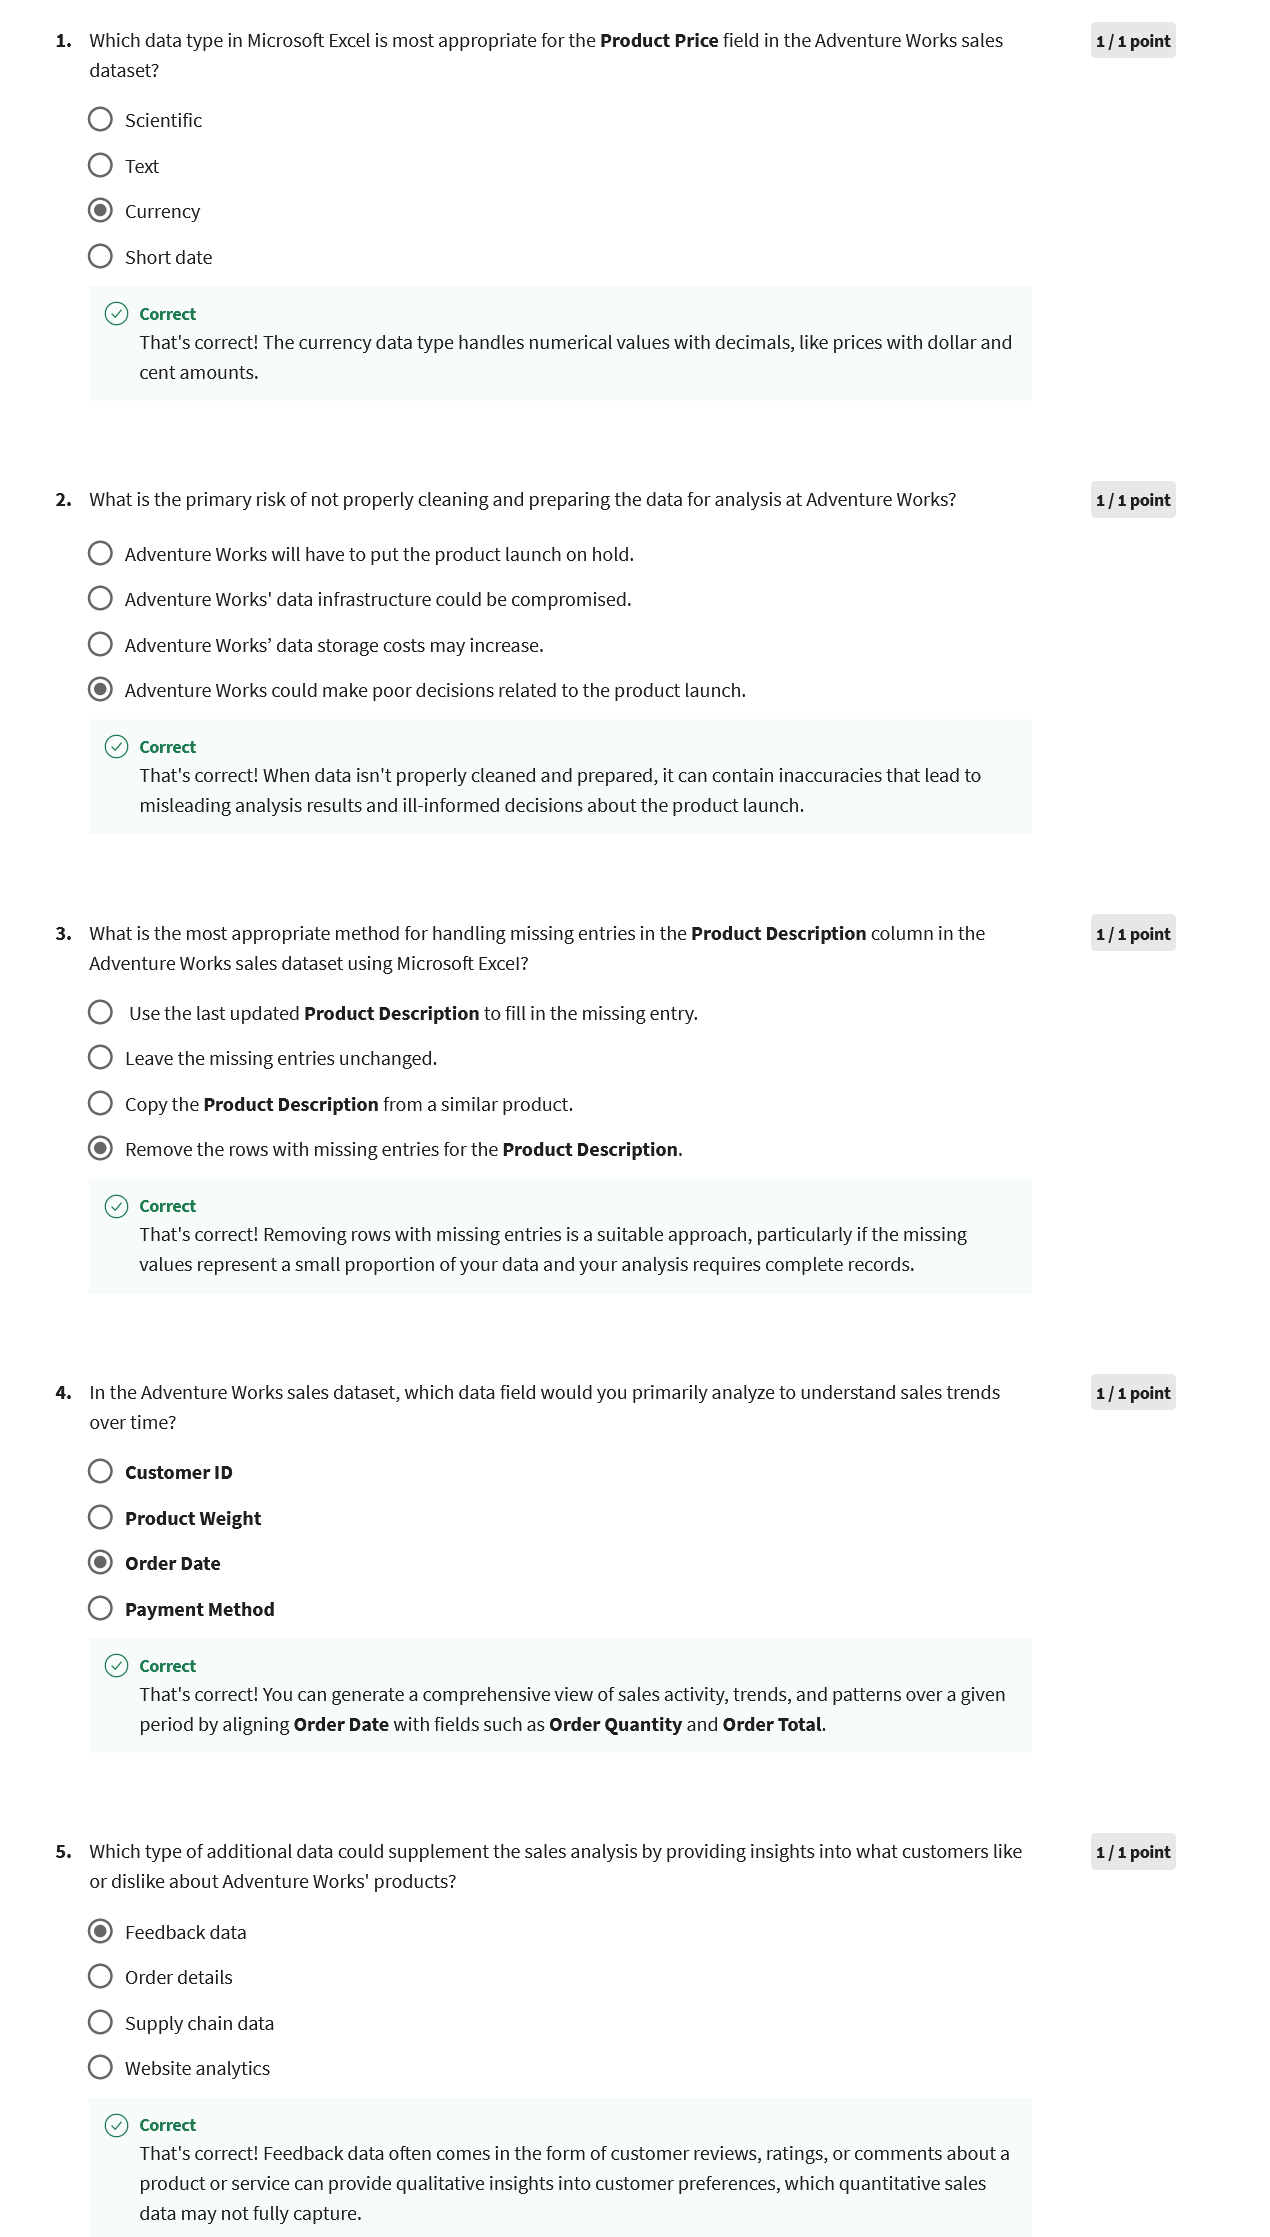 1. Which data type in Microsoft Excel is most appropriate for the Product Price field in the Adventure Works sales
dataset?
1 / 1 point
Scientific
Text
Currency
Short date
Correct
That's correct! The currency data type handles numerical values with decimals, like prices with dollar and
cent amounts.
2. What is the primary risk of not properly cleaning and preparing the data for analysis at Adventure Works?
1 / 1 point
Adventure Works will have to put the product launch on hold.
Adventure Works' data infrastructure could be compromised.
Adventure Works’ data storage costs may increase.
Adventure Works could make poor decisions related to the product launch.
Correct
That's correct! When data isn't properly cleaned and prepared, it can contain inaccuracies that lead to
misleading analysis results and ill-informed decisions about the product launch.
3. What is the most appropriate method for handling missing entries in the Product Description column in the
Adventure Works sales dataset using Microsoft Excel?
1 / 1 point
Use the last updated Product Description to fill in the missing entry.
Leave the missing entries unchanged.
Copy the Product Description from a similar product.
Remove the rows with missing entries for the Product Description.
Correct
That's correct! Removing rows with missing entries is a suitable approach, particularly if the missing
values represent a small proportion of your data and your analysis requires complete records.
4. In the Adventure Works sales dataset, which data field would you primarily analyze to understand sales trends
over time?
1 / 1 point
Customer ID
Product Weight
Order Date
Payment Method
Correct
That's correct! You can generate a comprehensive view of sales activity, trends, and patterns over a given
period by aligning Order Date with fields such as Order Quantity and Order Total.
5. Which type of additional data could supplement the sales analysis by providing insights into what customers like
or dislike about Adventure Works' products?
1 / 1 point
Feedback data
Order details
Supply chain data
Website analytics
Correct
That's correct! Feedback data often comes in the form of customer reviews, ratings, or comments about a
product or service can provide qualitative insights into customer preferences, which quantitative sales
data may not fully capture.